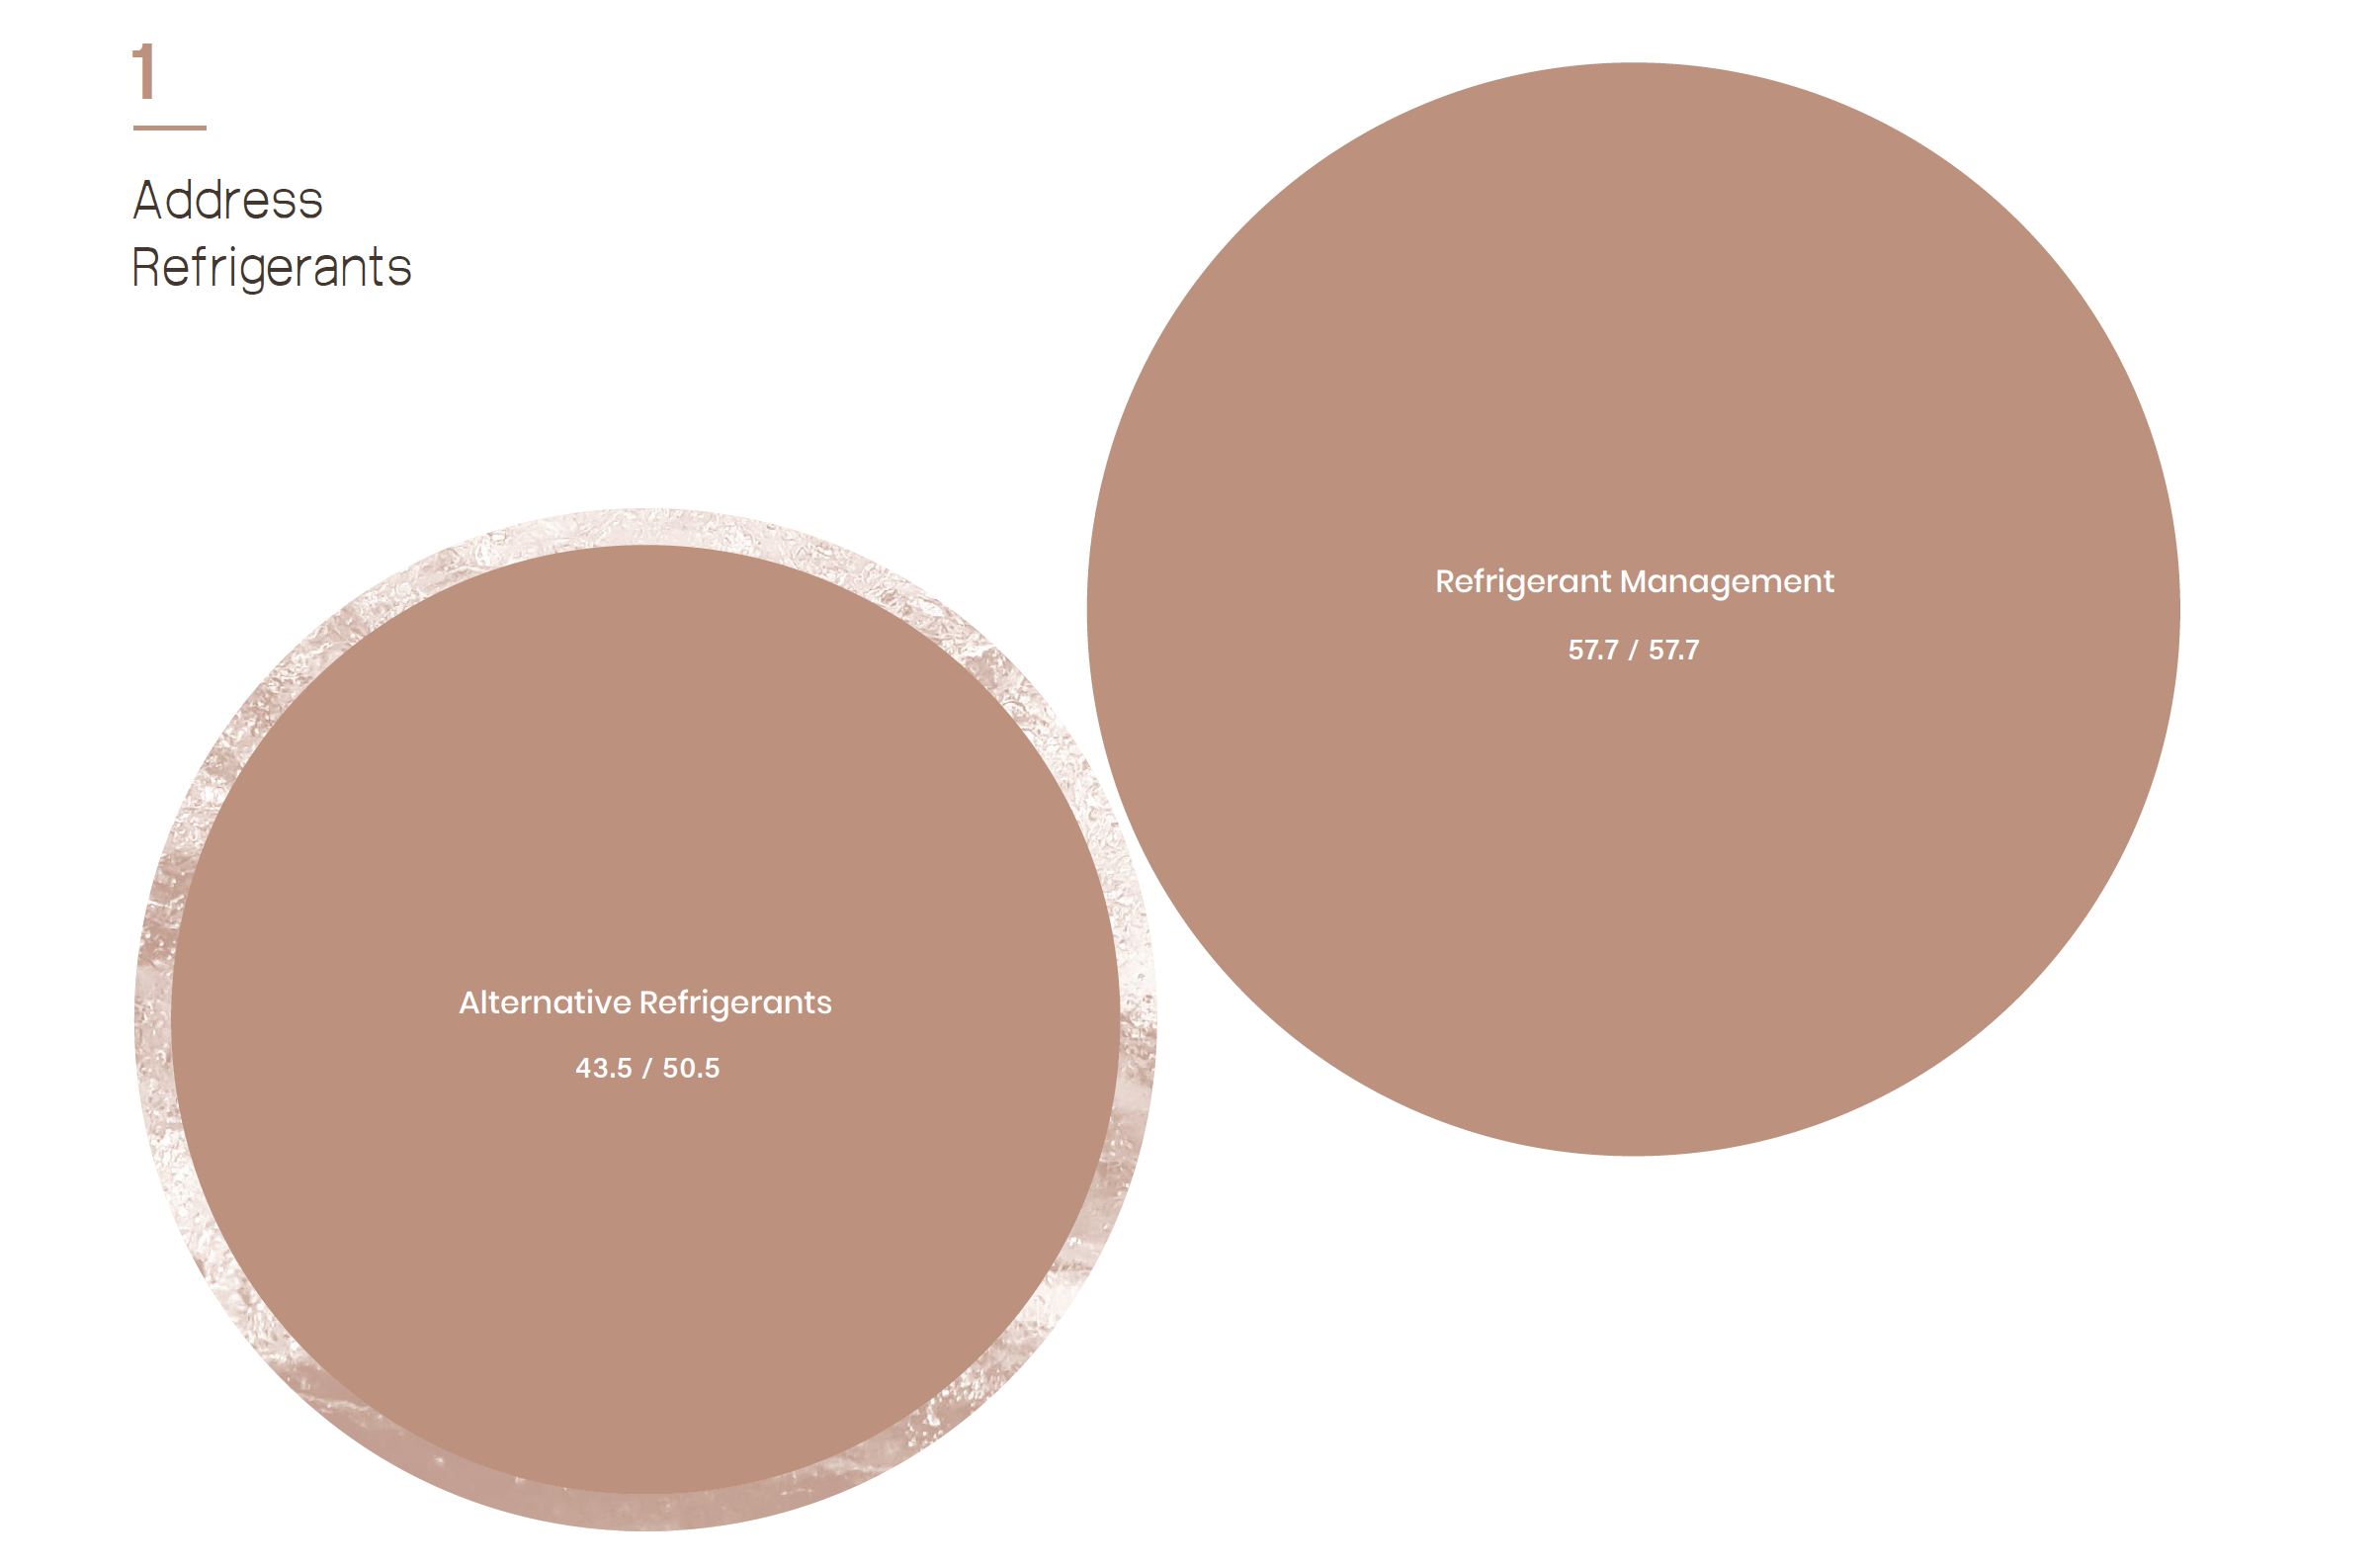 1
Address
Refrigerants
Refrigerant Management
57.7 / 57.7
Alternative Refrigerants
43.5 / 50.5